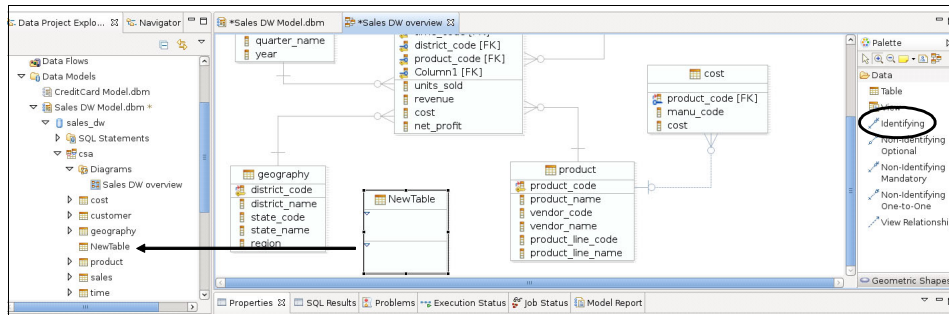 Data Project Explo...
Navigator
*Sales DW Model.dbm
*Sales DW overview
Data Flows
Data Models
CreditCard Model.dbm
Sales DW Model.dbm *
sales_dw
SQL Statements
csa
Diagrams
Sales DW overview
cost
customer
geography
NewTable
product
sales
time
quarter_name
year
district_code [FK]
product_code [FK]
Column1 [FK]
units_sold
revenue
cost
net_profit
cost
product_code [FK]
manu_code
cost
geography
district_code
district_name
state_code
state_name
region
NewTable
product
product_code
product_name
vendor_code
vendor_name
product_line_code
product_line_name
Palette
Data
Table
View
Identifying
Non-Identifying
Optional
Non-Identifying
Mandatory
Non-Identifying
One-to-One
View Relationshi
Geometric Shapes
Properties
SQL Results
Problems
Execution Status
Job Status
Model Report